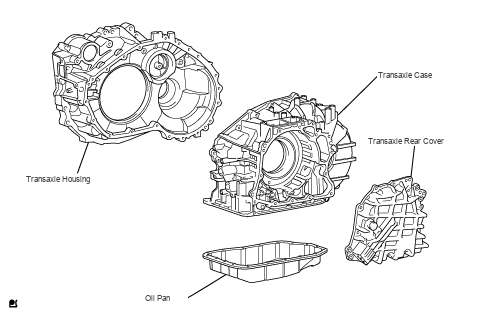 Transaxle Case
Transaxle Rear Cover
Transaxle Housing
Oil Pan